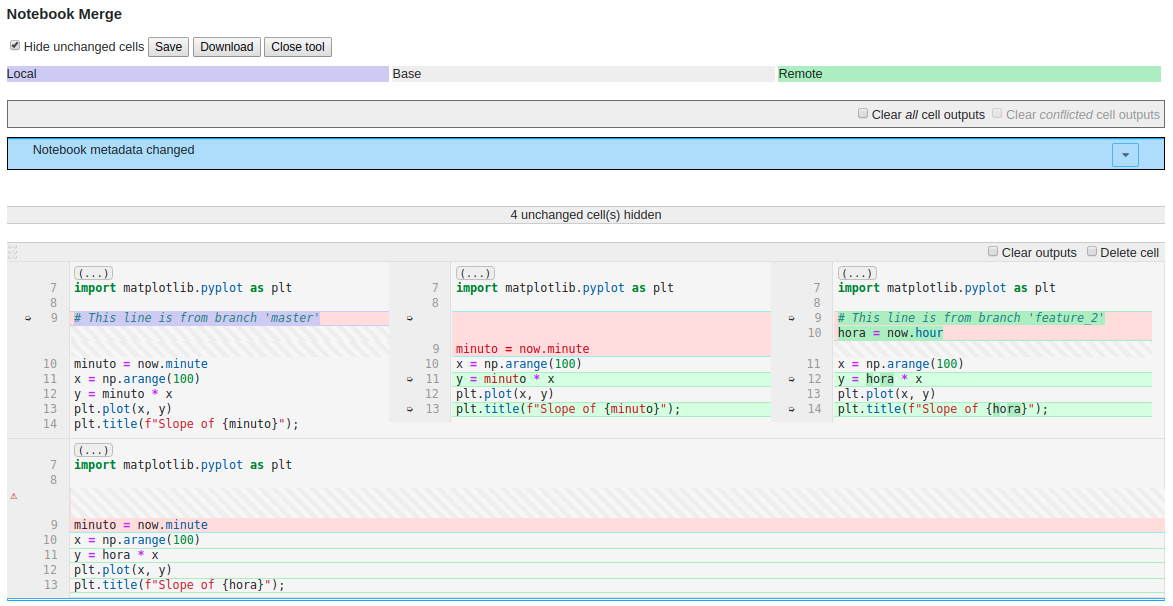 Notebook Merge
Hide unchanged cells Save Download Close tool
Local Base Remote
Clear all cell outputs Clear conflicted cell outputs
Notebook metadata changed
4 unchanged cell(s) hidden
Clear outputs Delete cell
(...)
7 import matplotlib.pyplot as plt
8
9 # This line is from branch 'master'
10 minuto = now.minute
11 x = np.arange(100)
12 y = minuto * x
13 plt.plot(x, y)
14 plt.title(f"Slope of {minuto}");
(...)
7 import matplotlib.pyplot as plt
8
9 minuto = now.minute
10 x = np.arange(100)
11 y = minuto * x
12 plt.plot(x, y)
13 plt.title(f"Slope of {minuto}");
(...)
7 import matplotlib.pyplot as plt
8
9 # This line is from branch 'feature_2'
10 hora = now.hour
11 x = np.arange(100)
12 y = hora * x
13 plt.plot(x, y)
14 plt.title(f"Slope of {hora}");
(...)
7 import matplotlib.pyplot as plt
8
9 minuto = now.minute
10 x = np.arange(100)
11 y = hora * x
12 plt.plot(x, y)
13 plt.title(f"Slope of {hora}");